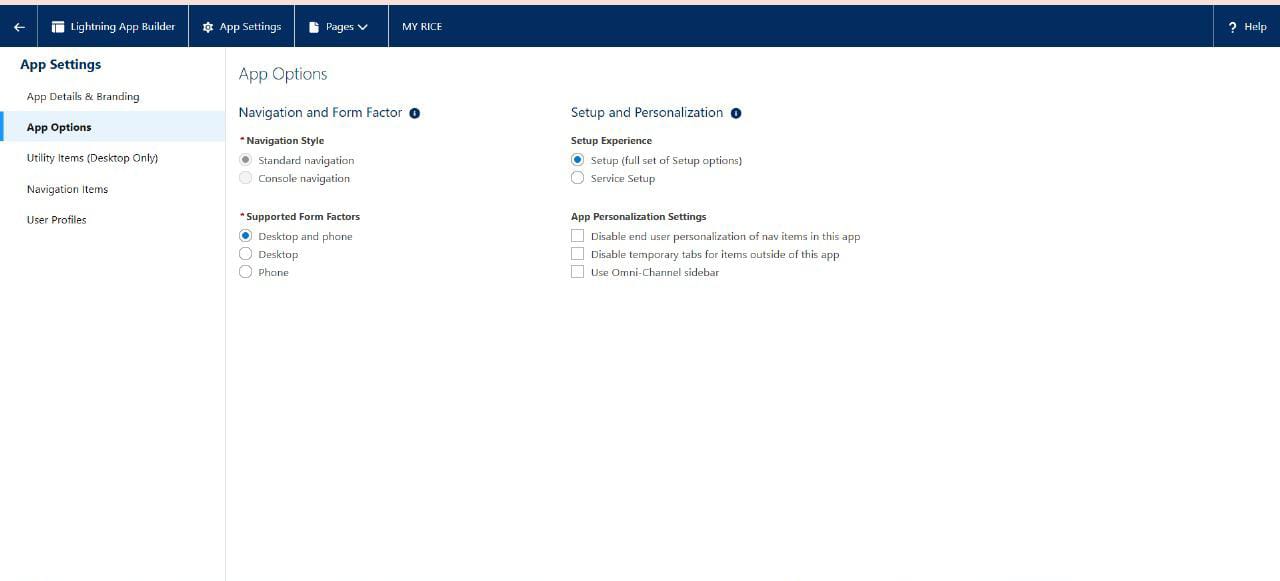 Lightning App Builder
App Settings
Pages
MY RICE
? Help
App Settings
App Details & Branding
App Options
Utility Items (Desktop Only)
Navigation Items
User Profiles
App Options
Navigation and Form Factor
* Navigation Style
Standard navigation
Console navigation
* Supported Form Factors
Desktop and phone
Desktop
Phone
Setup and Personalization
Setup Experience
Setup (full set of Setup options)
Service Setup
App Personalization Settings
Disable end user personalization of nav items in this app
Disable temporary tabs for items outside of this app
Use Omni-Channel sidebar